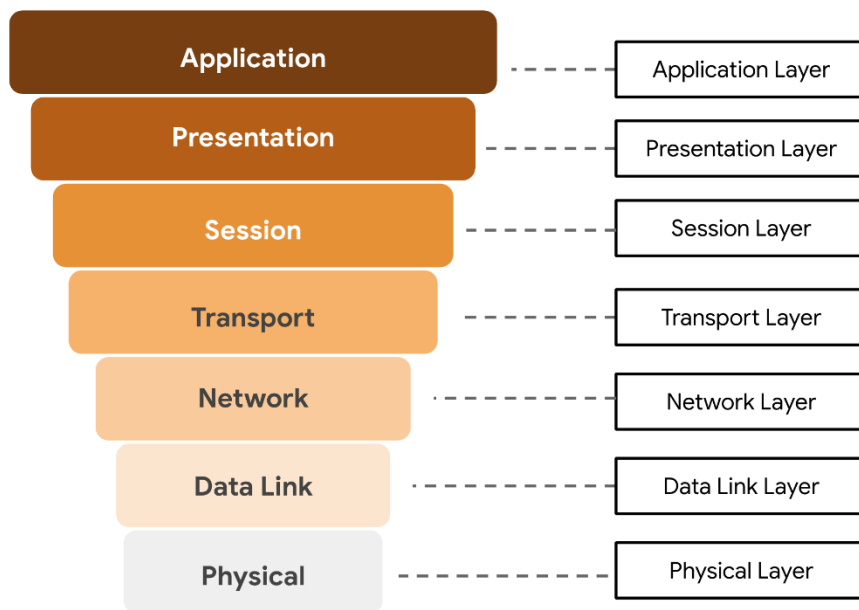 Application
Application Layer
Presentation
Presentation Layer
Session
Session Layer
Transport
Transport Layer
Network
Network Layer
Data Link
Data Link Layer
Physical
Physical Layer